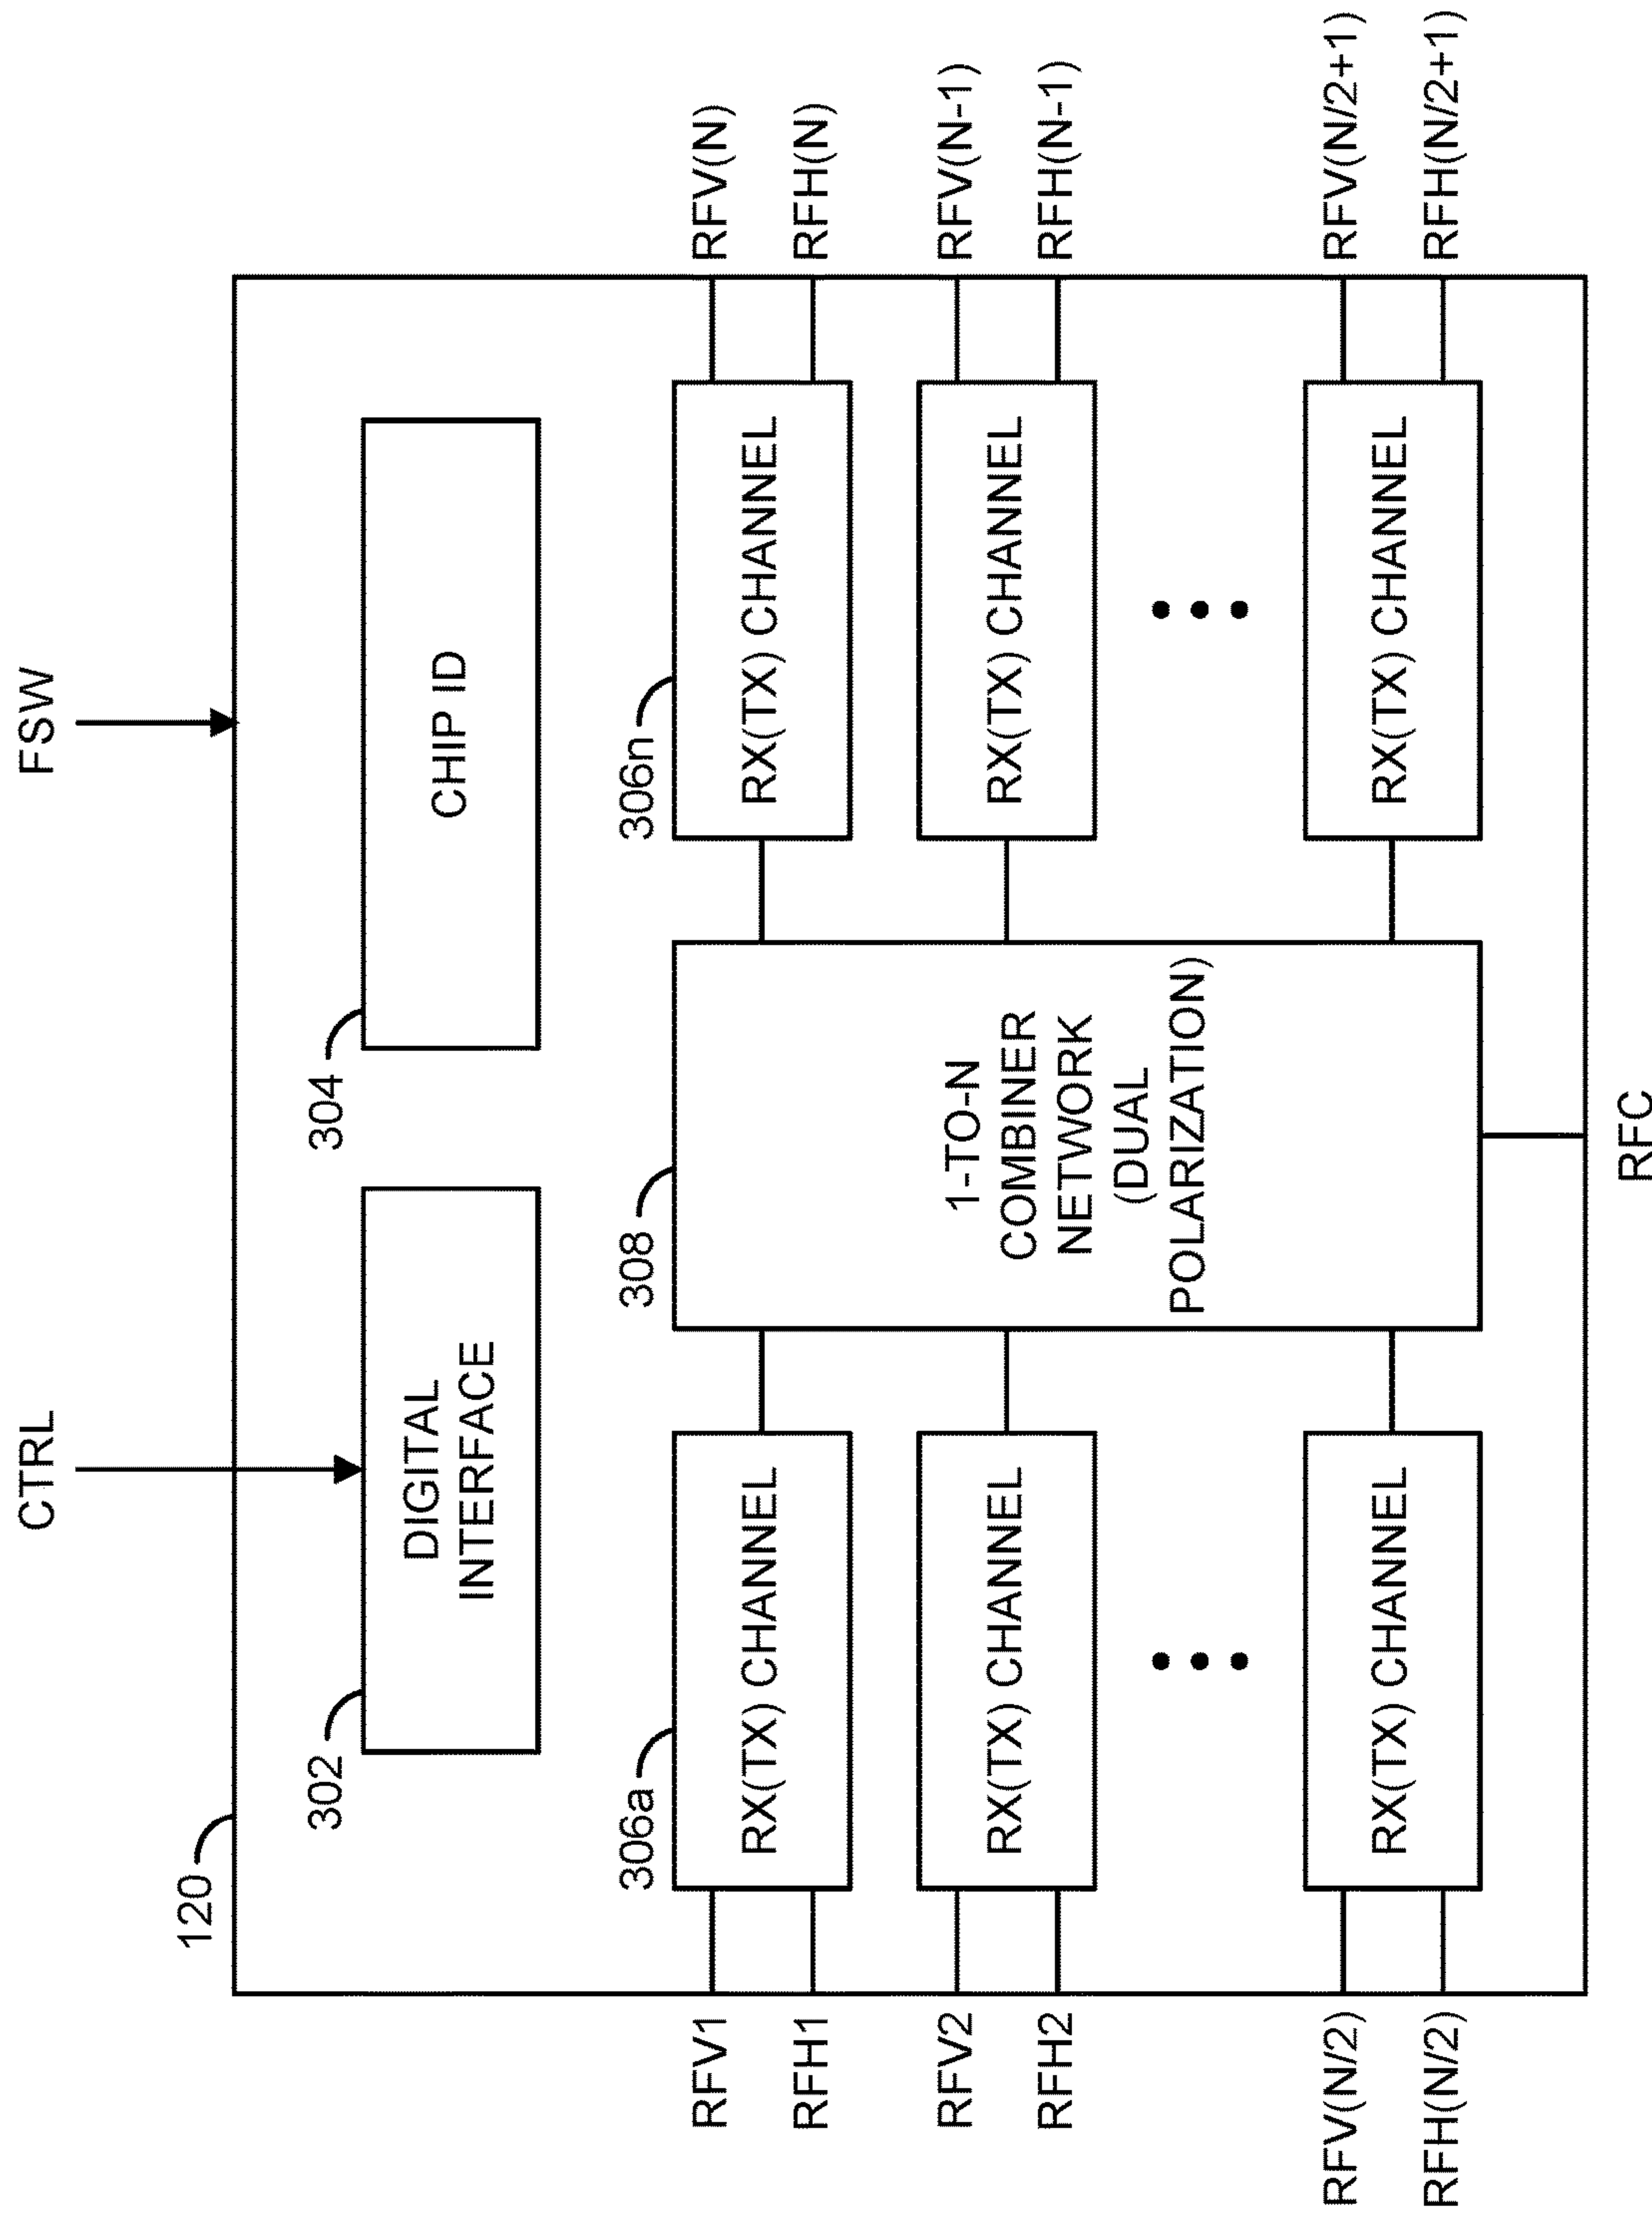 CTRL
FSW
120
302
DIGITAL
INTERFACE
304
CHIP ID
306a
308
306n
RFV1
RFH1
RX(TX) CHANNEL
1-TO-N
COMBINER
NETWORK
(DUAL
POLARIZATION)
RX(TX) CHANNEL
RFV(N)
RFH(N)
RFV2
RFH2
RX(TX) CHANNEL
RX(TX) CHANNEL
RFV(N-1)
RFH(N-1)
RFV(N/2)
RFH(N/2)
RX(TX) CHANNEL
RX(TX) CHANNEL
RFV(N/2+1)
RFH(N/2+1)
RFC